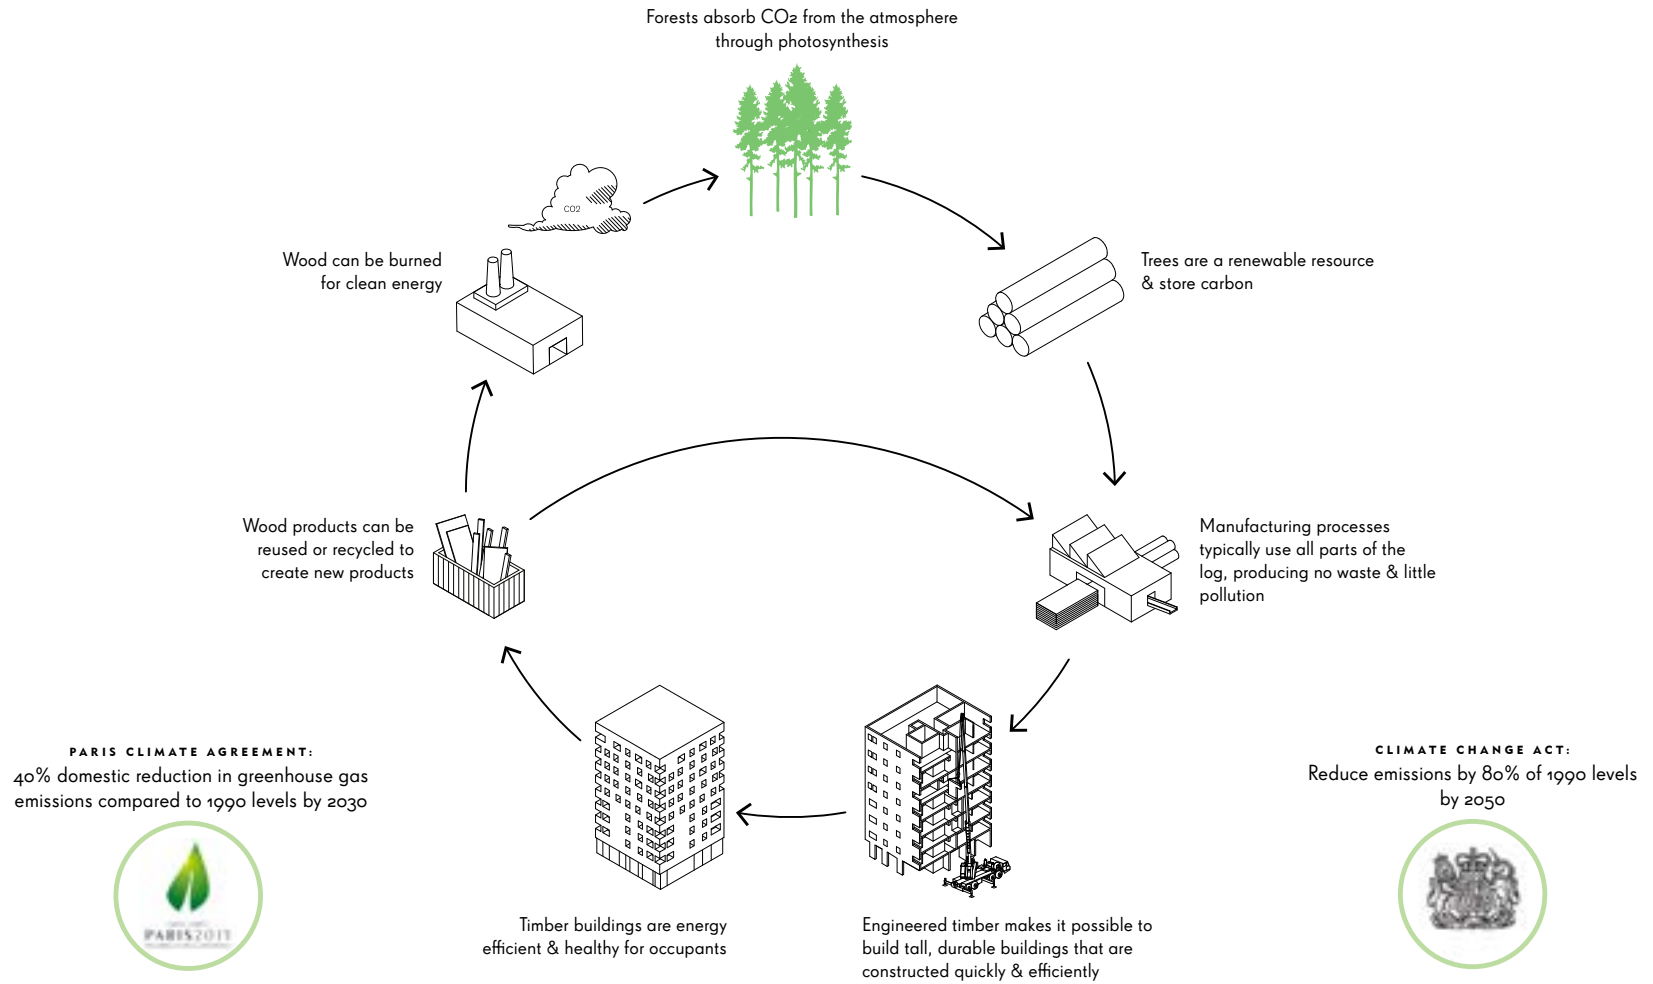 Forests absorb CO2 from the atmosphere
through photosynthesis
CO2
Wood can be burned
for clean energy
Trees are a renewable resource
& store carbon
Wood products can be
reused or recycled to
create new products
Manufacturing processes
typically use all parts of the
log, producing no waste & little
pollution
PARIS CLIMATE AGREEMENT:
40% domestic reduction in greenhouse gas
emissions compared to 1990 levels by 2030
PARIS2015
CLIMATE CHANGE ACT:
Reduce emissions by 80% of 1990 levels
by 2050
Timber buildings are energy
efficient & healthy for occupants
Engineered timber makes it possible to
build tall, durable buildings that are
constructed quickly & efficiently